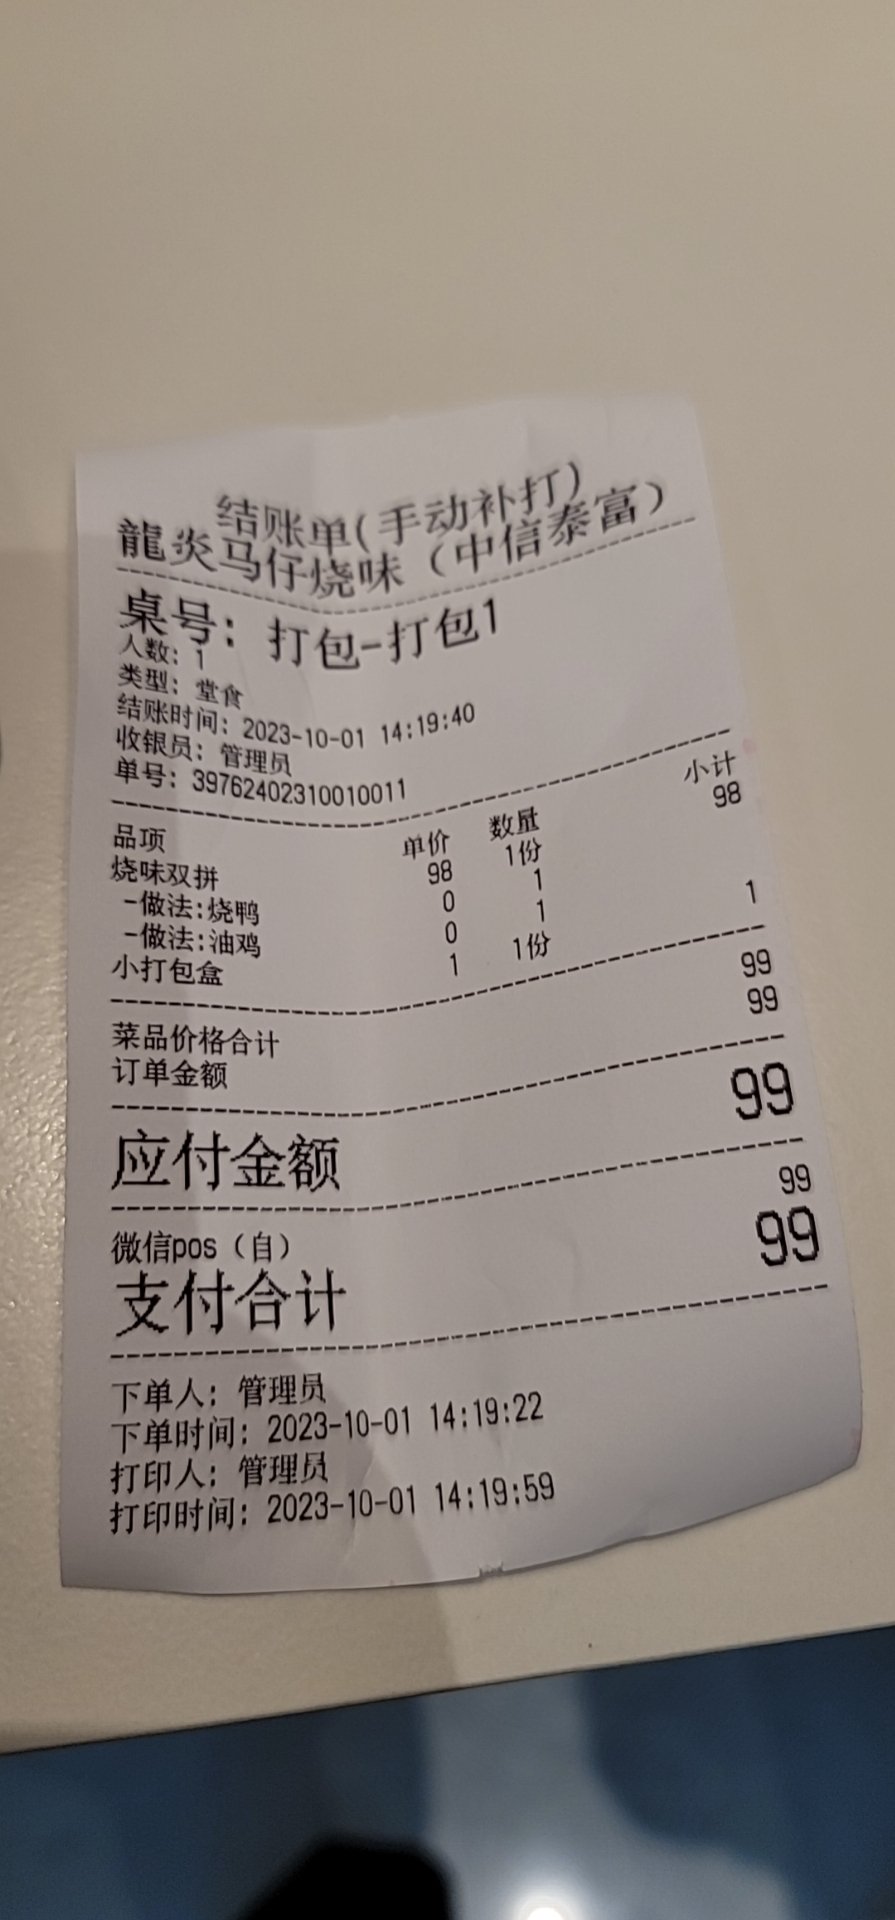 结账单(手动补打)
龍炎马仔烧味（中信泰富）
桌号: 打包-打包1
人数: 1
类型: 堂食
结账时间: 2023-10-01 14:19:40
收银员: 管理员
单号: 39762402310010011
品项 单价 数量 小计
烧味双拼 98 1份 98
-做法:烧鸭 0 1
-做法:油鸡 0 1
小打包盒 1 1份 1
菜品价格合计 99
订单金额 99
应付金额 99
微信pos（自） 99
支付合计 99
下单人: 管理员
下单时间: 2023-10-01 14:19:22
打印人: 管理员
打印时间: 2023-10-01 14:19:59